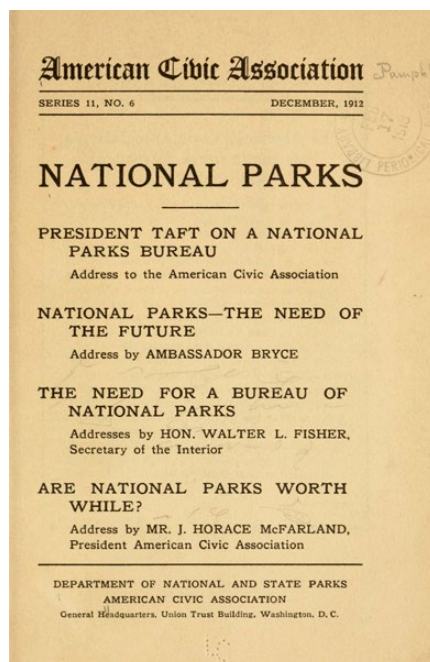 American Civic Association
Pamph
SERIES 11, NO. 6 DECEMBER, 1912
NATIONAL PARKS
PRESIDENT TAFT ON A NATIONAL
PARKS BUREAU
Address to the American Civic Association
NATIONAL PARKS—THE NEED OF
THE FUTURE
Address by AMBASSADOR BRYCE
THE NEED FOR A BUREAU OF
NATIONAL PARKS
Addresses by HON. WALTER L. FISHER,
Secretary of the Interior
ARE NATIONAL PARKS WORTH
WHILE?
Address by MR. J. HORACE McFARLAND,
President American Civic Association
DEPARTMENT OF NATIONAL AND STATE PARKS
AMERICAN CIVIC ASSOCIATION
General Headquarters, Union Trust Building, Washington, D. C.